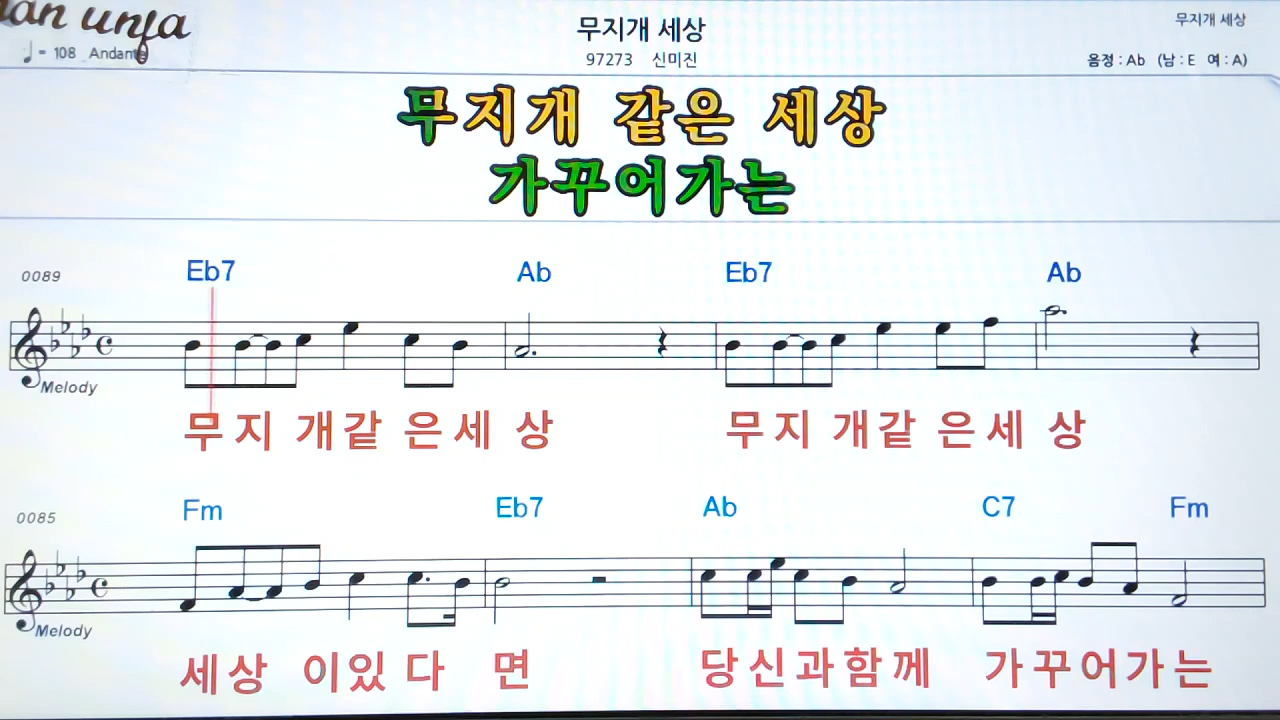 무지개 세상
무지개 세상
♩ = 108 Andante
97273 신미진
음정 : Ab (남 : E 여 : A)
무지개 같은 세상
가꾸어가는
0089
Eb7 Ab Eb7 Ab
Melody
무지 개같 은세 상 무지 개같 은세 상
0085
Fm Eb7 Ab C7 Fm
Melody
세상 이있 다 면 당신과함께 가꾸어가는